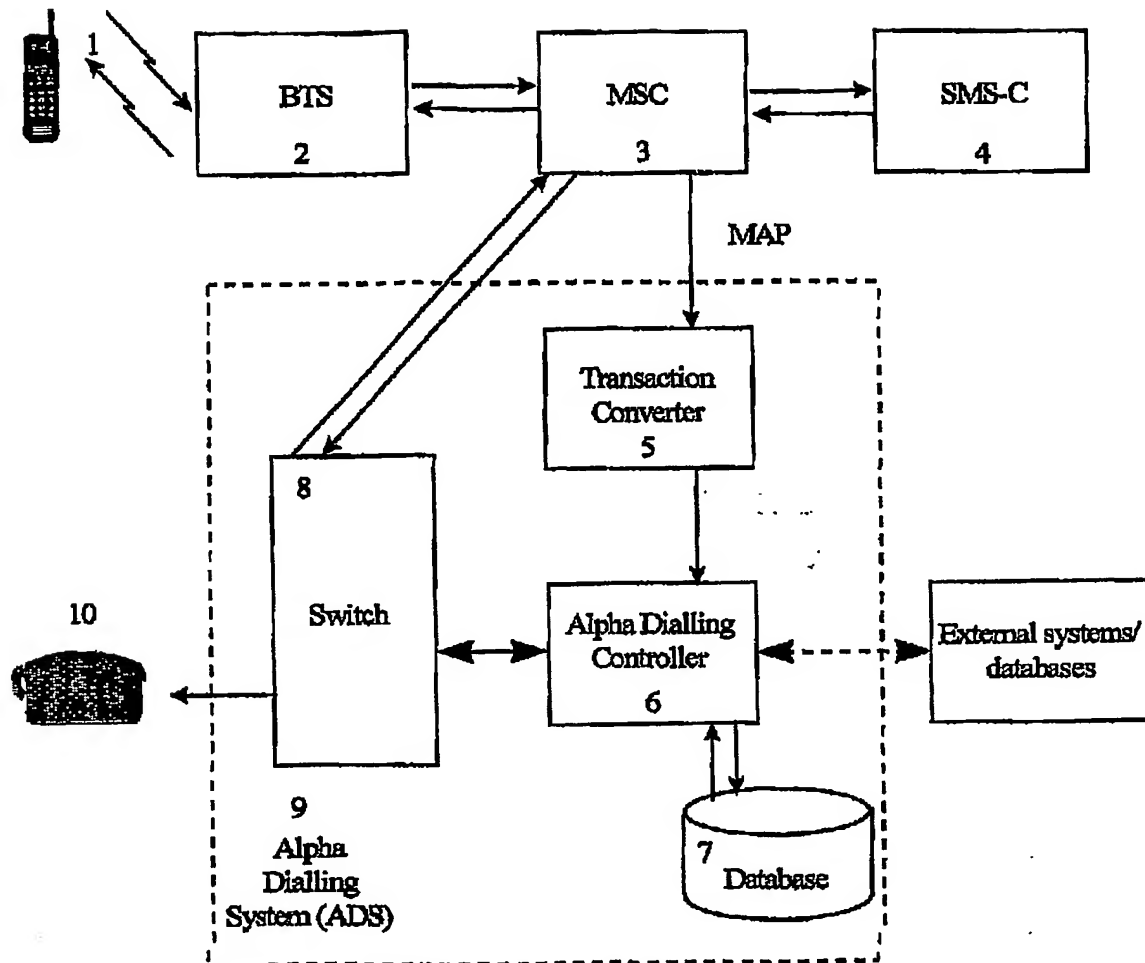 1
BTS
2
MSC
3
SMS-C
4
MAP
Transaction
Converter
5
8
Switch
Alpha Dialling
Controller
6
External systems/
databases
10
7
Database
9
Alpha
Dialling
System (ADS)